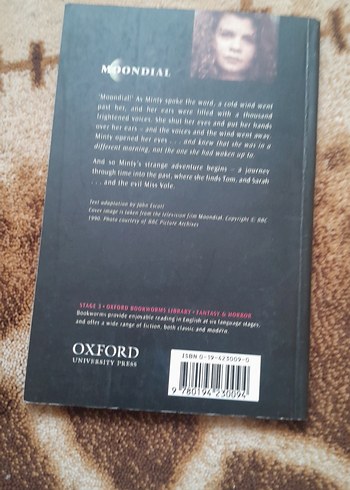 MOONDIAL
'Moondial!' As Minty spoke the word, a cold wind went
past her, and her ears were filled with a thousand
frightened voices. She shut her eyes and put her hands
over her ears – and the voices and the wind went away.
Minty opened her eyes . . . and knew that she was in a
different morning, not the one she had woken up to.
And so Minty's strange adventure begins – a journey
through time into the past, where she finds Tom, and Sarah
. . . and the evil Miss Vole.
Text adaptation by John Escott
Cover image is taken from the television film Moondial. Copyright © BBC
1990. Photo courtesy of BBC Picture Archives
STAGE 3 • OXFORD BOOKWORMS LIBRARY • FANTASY & HORROR
Bookworms provide enjoyable reading in English at six language stages,
and offer a wide range of fiction, both classic and modern.
OXFORD
UNIVERSITY PRESS
ISBN 0-19-423009-0
9 780194 230094